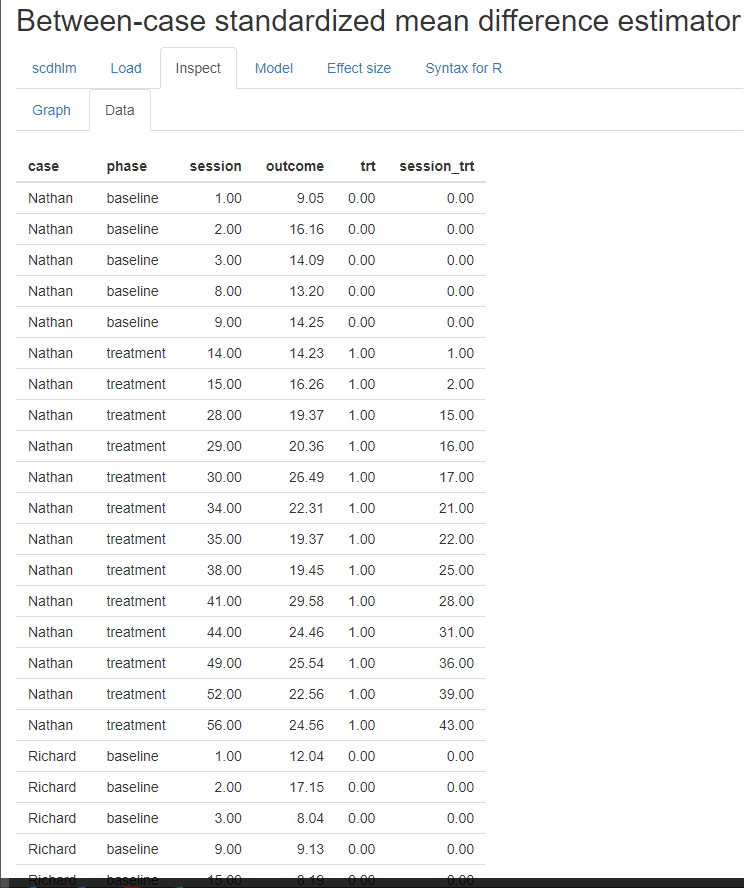 Between-case standardized mean difference estimator
scdhlm Load Inspect Model Effect size Syntax for R
Graph Data
case phase session outcome trt session_trt
Nathan baseline 1.00 9.05 0.00 0.00
Nathan baseline 2.00 16.16 0.00 0.00
Nathan baseline 3.00 14.09 0.00 0.00
Nathan baseline 8.00 13.20 0.00 0.00
Nathan baseline 9.00 14.25 0.00 0.00
Nathan treatment 14.00 14.23 1.00 1.00
Nathan treatment 15.00 16.26 1.00 2.00
Nathan treatment 28.00 19.37 1.00 15.00
Nathan treatment 29.00 20.36 1.00 16.00
Nathan treatment 30.00 26.49 1.00 17.00
Nathan treatment 34.00 22.31 1.00 21.00
Nathan treatment 35.00 19.37 1.00 22.00
Nathan treatment 38.00 19.45 1.00 25.00
Nathan treatment 41.00 29.58 1.00 28.00
Nathan treatment 44.00 24.46 1.00 31.00
Nathan treatment 49.00 25.54 1.00 36.00
Nathan treatment 52.00 22.56 1.00 39.00
Nathan treatment 56.00 24.56 1.00 43.00
Richard baseline 1.00 12.04 0.00 0.00
Richard baseline 2.00 17.15 0.00 0.00
Richard baseline 3.00 8.04 0.00 0.00
Richard baseline 9.00 9.13 0.00 0.00
Richard baseline 15.00 8.19 0.00 0.00